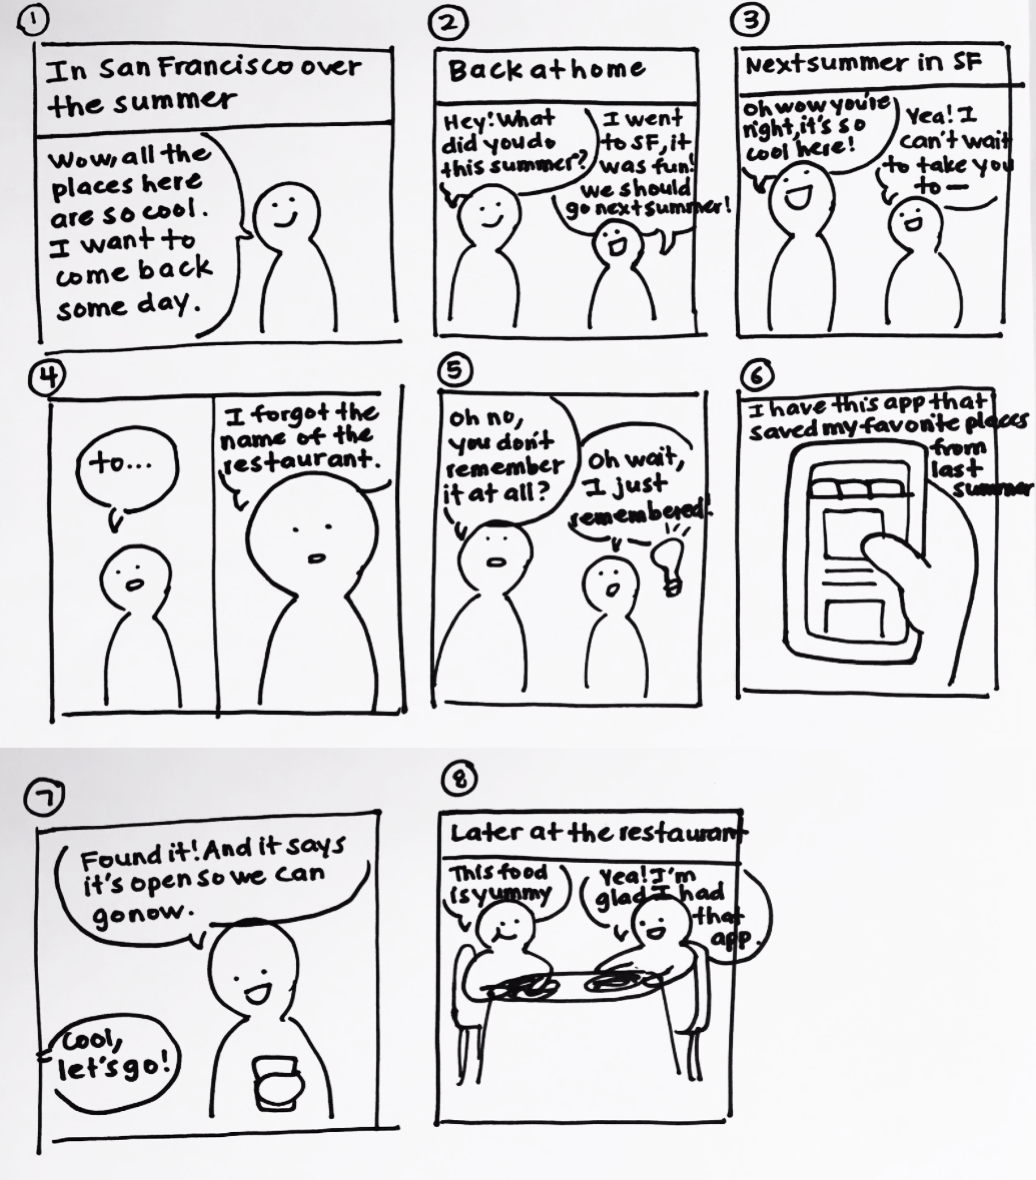 1
In San Francisco over
the summer
Wow, all the
places here
are so cool.
I want to
come back
some day.
2
Back at home
Hey! What
did you do
this summer?
I went
to SF, it
was fun!
we should
go next summer!
3
Next summer in SF
Oh wow you're
right, it's so
cool here!
Yea! I
can't wait
to take you
to —
4
to...
I forgot the
name of the
restaurant.
5
Oh no,
you don't
remember
it at all?
Oh wait,
I just
remembered!
6
I have this app that
saved my favorite places
from
last
summer
7
Found it! And it says
it's open so we can
go now.
Cool,
let's go!
8
Later at the restaurant
This food
is yummy
Yea! I'm
glad I had
that
app.